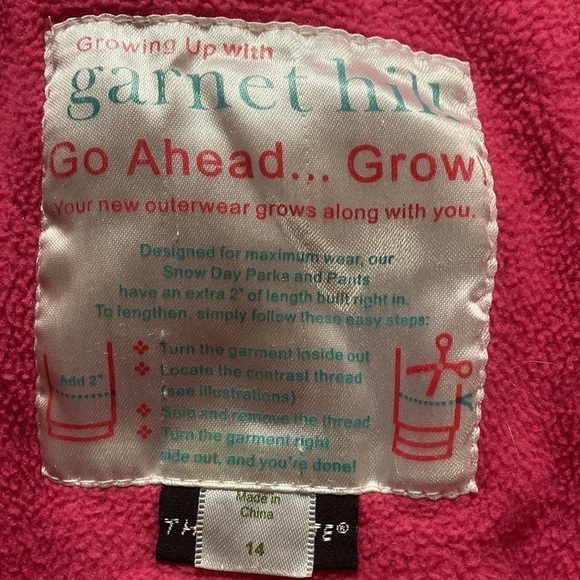 Growing Up with
garnet hill
Go Ahead... Grow!
Your new outerwear grows along with you.
Designed for maximum wear, our
Snow Day Parks and Pants
have an extra 2" of length built right in.
To lengthen, simply follow these easy steps:
Turn the garment inside out
Locate the contrast thread
(see illustrations)
Snip and remove the thread
Turn the garment right
side out, and you're done!
Add 2"
Made in
China
14